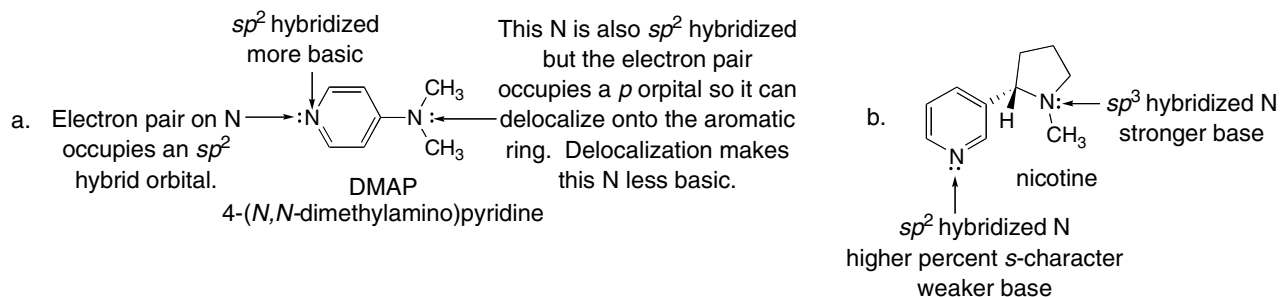 a.
Electron pair on N
occupies an sp2
hybrid orbital.
sp2 hybridized
more basic
:N
N:
CH3
CH3
DMAP
4-(N,N-dimethylamino)pyridine
This N is also sp2 hybridized
but the electron pair
occupies a p orpital so it can
delocalize onto the aromatic
ring. Delocalization makes
this N less basic.
b.
H
N:
CH3
N
nicotine
sp3 hybridized N
stronger base
sp2 hybridized N
higher percent s-character
weaker base